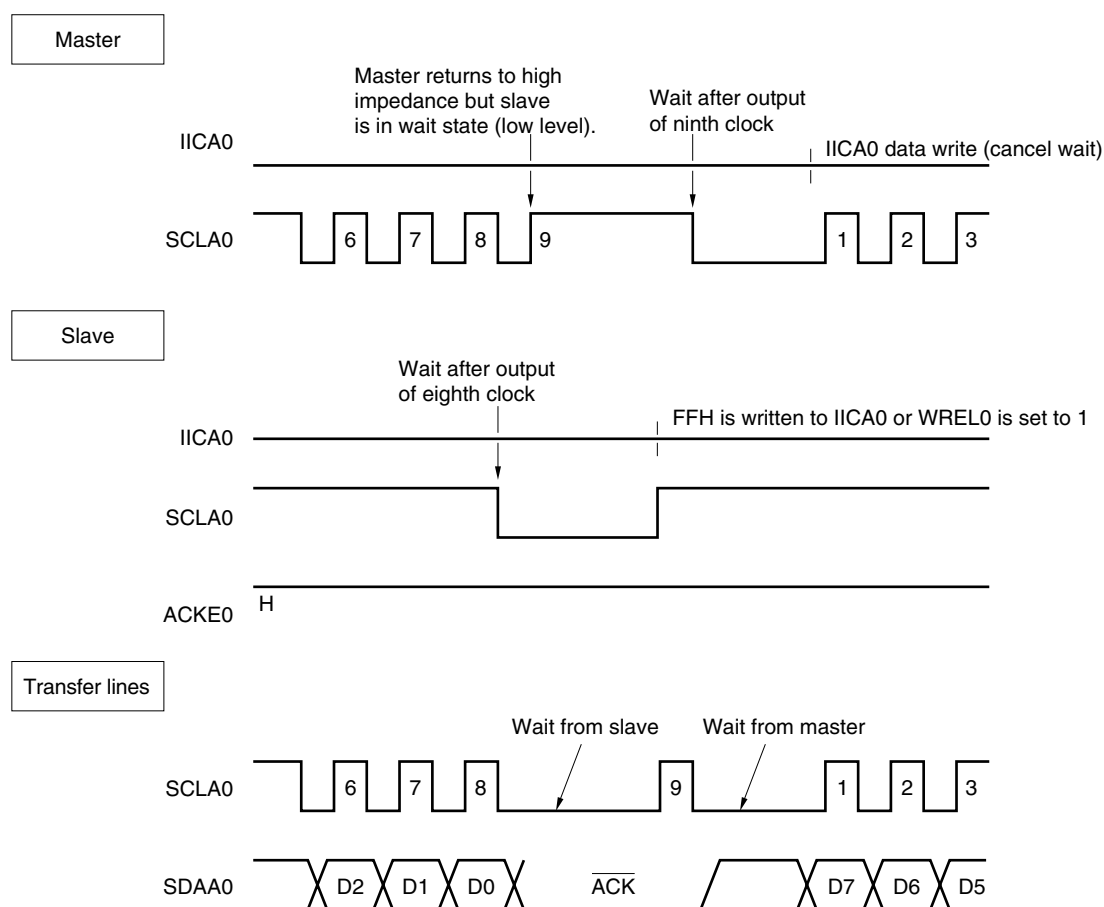 Master
Master returns to high
impedance but slave
is in wait state (low level).
Wait after output
of ninth clock
IICA0
IICA0 data write (cancel wait)
SCLA0
6 7 8 9 1 2 3
Slave
Wait after output
of eighth clock
FFH is written to IICA0 or WREL0 is set to 1
IICA0
SCLA0
H
ACKE0
Transfer lines
Wait from slave Wait from master
SCLA0
6 7 8 9 1 2 3
SDAA0
D2 D1 D0 ACK D7 D6 D5